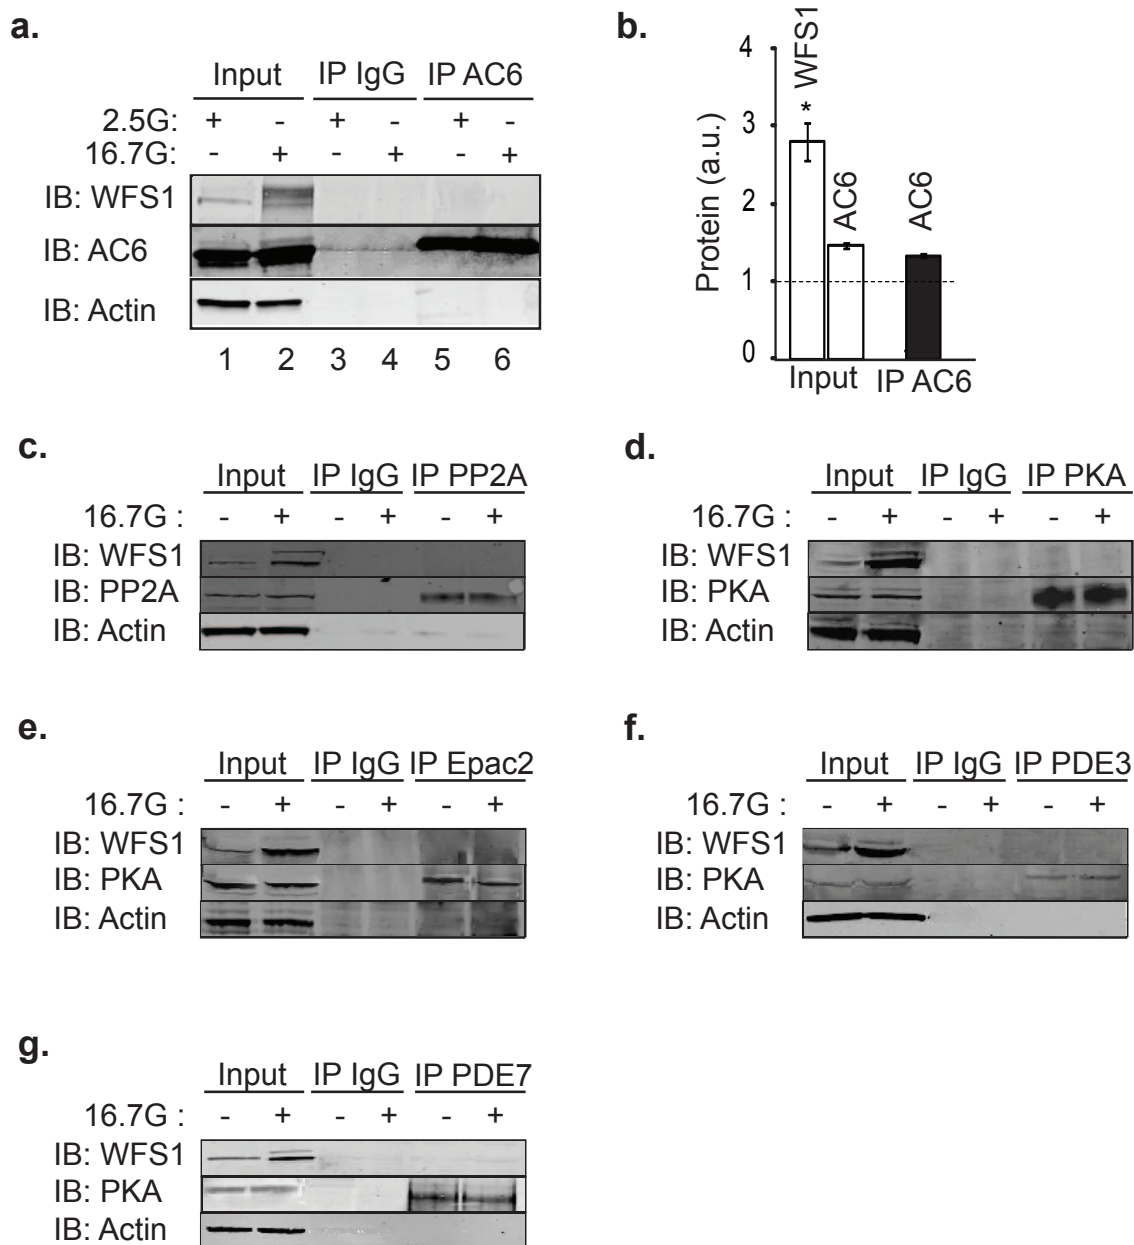 a.
Input IP IgG IP AC6
2.5G: + - + - + -
16.7G: - + - + - +
IB: WFS1
IB: AC6
IB: Actin
1 2 3 4 5 6
b.
Protein (a.u.)
4
3
2
1
0
WFS1
*
AC6
AC6
Input IP AC6
c.
Input IP IgG IP PP2A
16.7G : - + - + - +
IB: WFS1
IB: PP2A
IB: Actin
d.
Input IP IgG IP PKA
16.7G : - + - + - +
IB: WFS1
IB: PKA
IB: Actin
e.
Input IP IgG IP Epac2
16.7G : - + - + - +
IB: WFS1
IB: PKA
IB: Actin
f.
Input IP IgG IP PDE3
16.7G : - + - + - +
IB: WFS1
IB: PKA
IB: Actin
g.
Input IP IgG IP PDE7
16.7G : - + - + - +
IB: WFS1
IB: PKA
IB: Actin